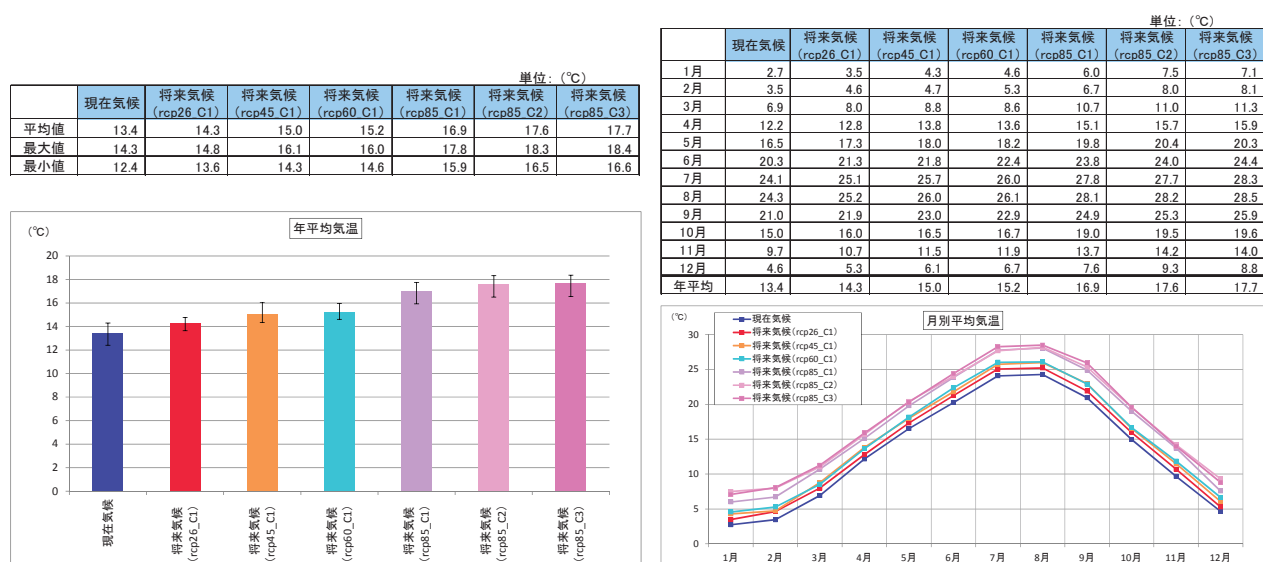 単位：（℃）
現在気候 将来気候（rcp26_C1） 将来気候（rcp45_C1） 将来気候（rcp60_C1） 将来気候（rcp85_C1） 将来気候（rcp85_C2） 将来気候（rcp85_C3）
平均値 13.4 14.3 15.0 15.2 16.9 17.6 17.7
最大値 14.3 14.8 16.1 16.0 17.8 18.3 18.4
最小値 12.4 13.6 14.3 14.6 15.9 16.5 16.6
（℃）
年平均気温
20
18
16
14
12
10
8
6
4
2
0
現在気候
将来気候
（rcp26_C1）
将来気候
（rcp45_C1）
将来気候
（rcp60_C1）
将来気候
（rcp85_C1）
将来気候
（rcp85_C2）
将来気候
（rcp85_C3）
単位：（℃）
現在気候 将来気候（rcp26_C1） 将来気候（rcp45_C1） 将来気候（rcp60_C1） 将来気候（rcp85_C1） 将来気候（rcp85_C2） 将来気候（rcp85_C3）
1月 2.7 3.5 4.3 4.6 6.0 7.5 7.1
2月 3.5 4.6 4.7 5.3 6.7 8.0 8.1
3月 6.9 8.0 8.8 8.6 10.7 11.0 11.3
4月 12.2 12.8 13.8 13.6 15.1 15.7 15.9
5月 16.5 17.3 18.0 18.2 19.8 20.4 20.3
6月 20.3 21.3 21.8 22.4 23.8 24.0 24.4
7月 24.1 25.1 25.7 26.0 27.8 27.7 28.3
8月 24.3 25.2 26.0 26.1 28.1 28.2 28.5
9月 21.0 21.9 23.0 22.9 24.9 25.3 25.9
10月 15.0 16.0 16.5 16.7 19.0 19.5 19.6
11月 9.7 10.7 11.5 11.9 13.7 14.2 14.0
12月 4.6 5.3 6.1 6.7 7.6 9.3 8.8
年平均 13.4 14.3 15.0 15.2 16.9 17.6 17.7
（℃）
月別平均気温
現在気候
将来気候（rcp26_C1）
将来気候（rcp45_C1）
将来気候（rcp60_C1）
将来気候（rcp85_C1）
将来気候（rcp85_C2）
将来気候（rcp85_C3）
30
25
20
15
10
5
0
1月 2月 3月 4月 5月 6月 7月 8月 9月 10月 11月 12月